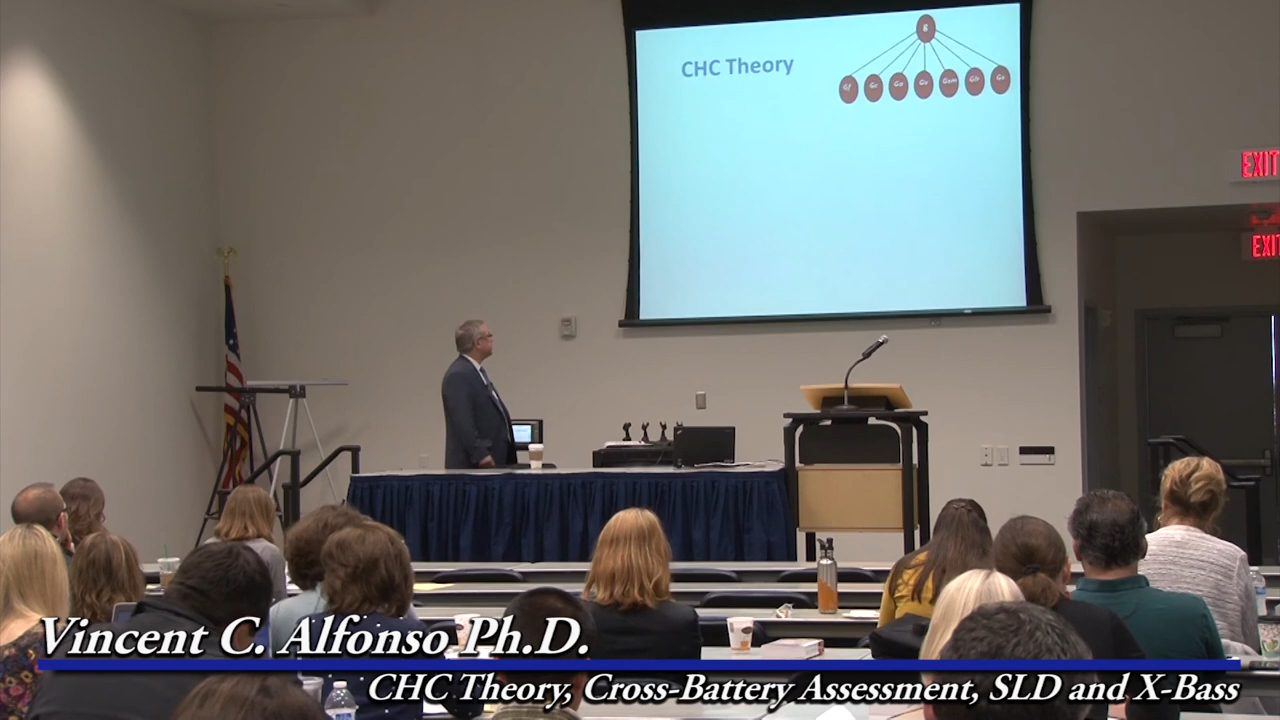 g
CHC Theory
Gf Gc Ga Gv Gsm Glr Gs
EXIT
EXIT
Vincent C. Alfonso Ph.D.
CHC Theory, Cross-Battery Assessment, SLD and X-Bass